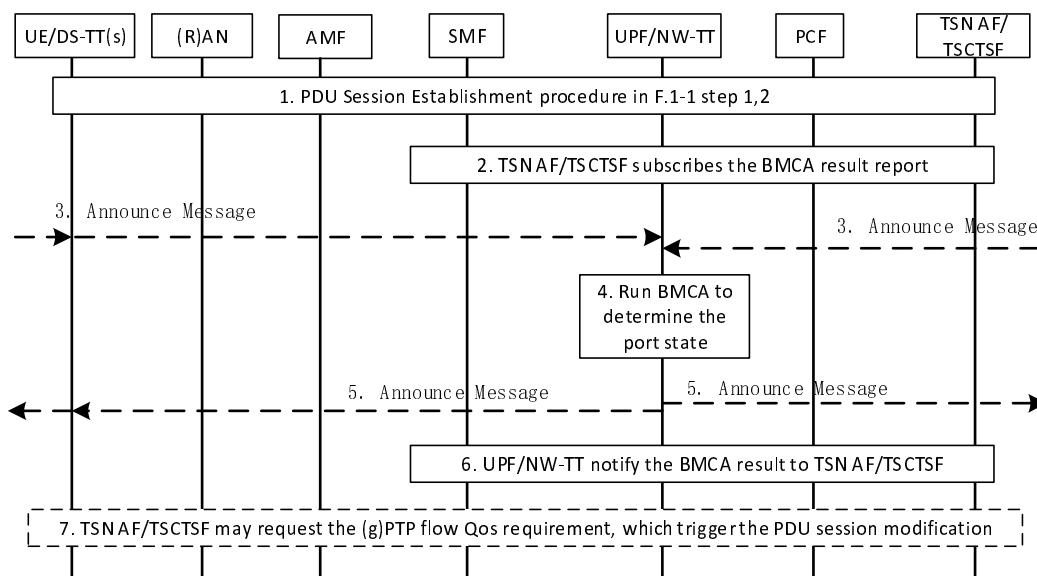 UE/DS-TT(s)
(R)AN
AMF
SMF
UPF/NW-TT
PCF
TSN AF/
TSCTSF
1. PDU Session Establishment procedure in F.1-1 step 1,2
2. TSN AF/TSCTSF subscribes the BMCA result report
3. Announce Message
3. Announce Message
4. Run BMCA to
determine the
port state
5. Announce Message
5. Announce Message
6. UPF/NW-TT notify the BMCA result to TSN AF/TSCTSF
7. TSN AF/TSCTSF may request the (g)PTP flow Qos requirement, which trigger the PDU session modification